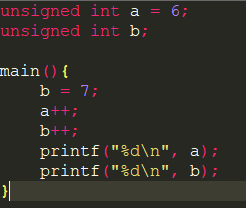 unsigned int a = 6;
unsigned int b;
main(){
b = 7;
a++;
b++;
printf("%d\n", a);
printf("%d\n", b);
}